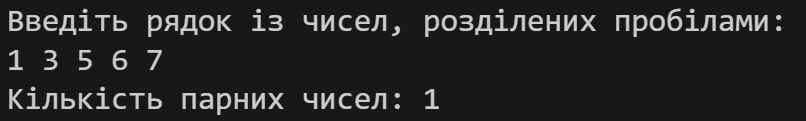 Введіть рядок із чисел, розділених пробілами:
1 3 5 6 7
Кількість парних чисел: 1